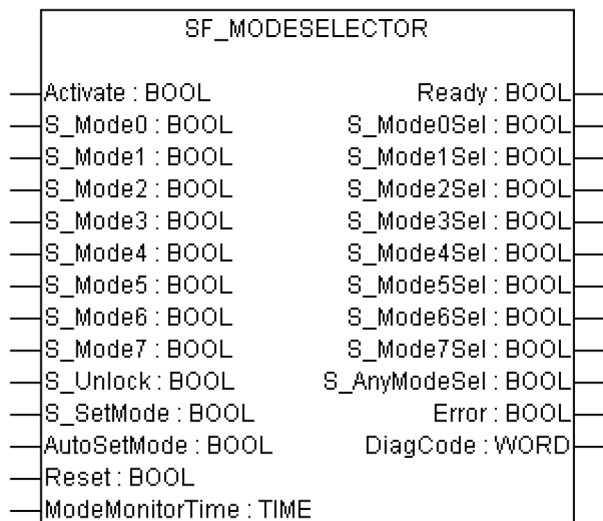 SF_MODESELECTOR
Activate : BOOL Ready : BOOL
S_Mode0 : BOOL S_Mode0Sel : BOOL
S_Mode1 : BOOL S_Mode1Sel : BOOL
S_Mode2 : BOOL S_Mode2Sel : BOOL
S_Mode3 : BOOL S_Mode3Sel : BOOL
S_Mode4 : BOOL S_Mode4Sel : BOOL
S_Mode5 : BOOL S_Mode5Sel : BOOL
S_Mode6 : BOOL S_Mode6Sel : BOOL
S_Mode7 : BOOL S_Mode7Sel : BOOL
S_Unlock : BOOL S_AnyModeSel : BOOL
S_SetMode : BOOL Error : BOOL
AutoSetMode : BOOL DiagCode : WORD
Reset : BOOL
ModeMonitorTime : TIME